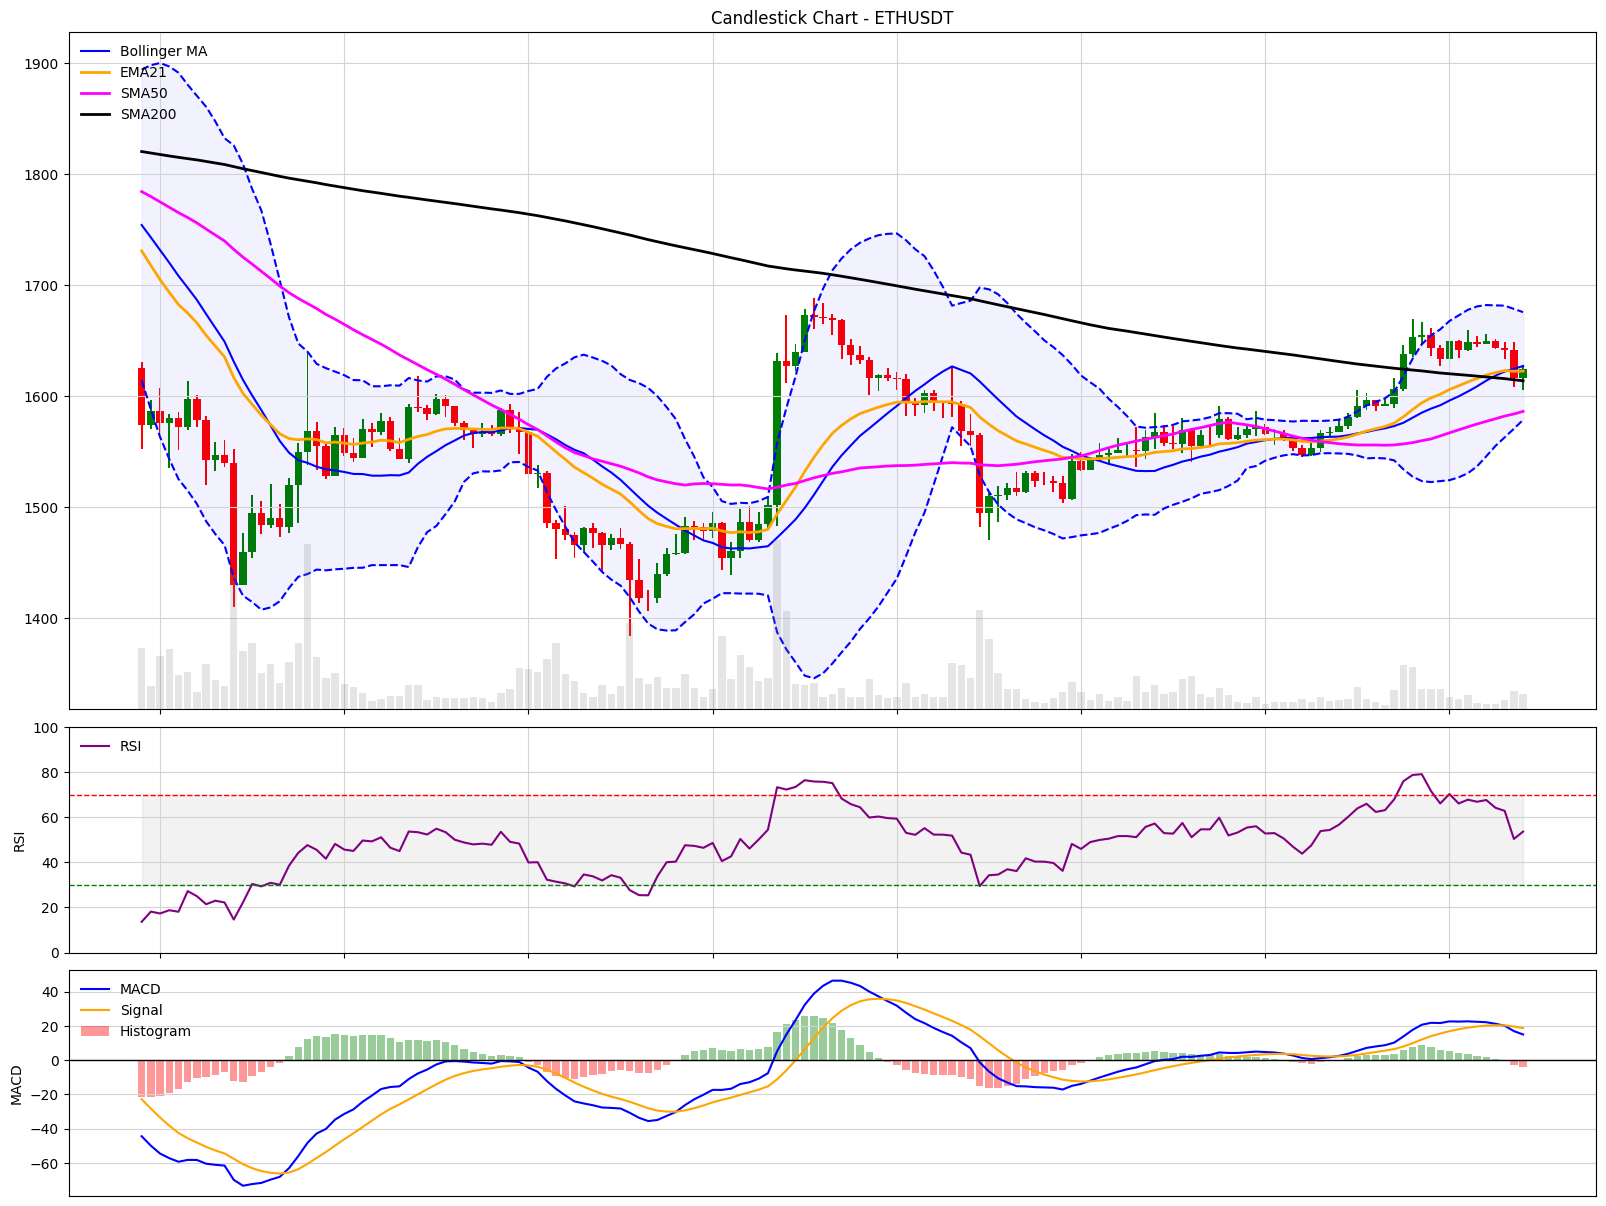 Candlestick Chart - ETHUSDT
Bollinger MA
EMA21
SMA50
SMA200
1900
1800
1700
1600
1500
1400
RSI
100
80
60
40
20
0
RSI
MACD
Signal
Histogram
40
20
0
−20
−40
−60
MACD